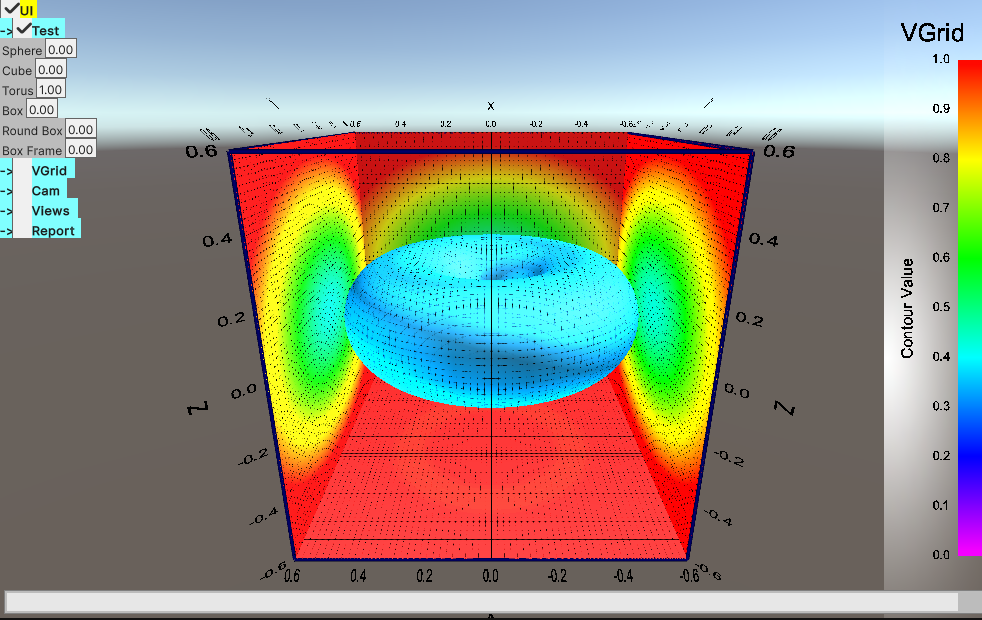 UI
-> Test
Sphere 0.00
Cube 0.00
Torus 1.00
Box 0.00
Round Box 0.00
Box Frame 0.00
-> VGrid
-> Cam
-> Views
-> Report
VGrid
1.0
0.9
0.8
0.7
0.6
0.5
0.4
0.3
0.2
0.1
0.0
Contour Value
X
0.6 0.4 0.2 0.0 -0.2 -0.4
0.6 0.6
0.4 0.4
0.2 0.2
0.0 0.0
Z Z
-0.2 -0.2
-0.4 -0.4
-0.6 -0.6
0.6 0.4 0.2 0.0 -0.2 -0.4 -0.6